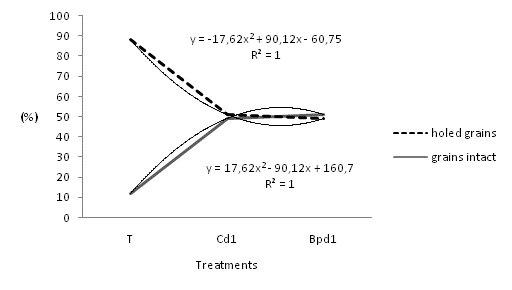 100
90
80
70
60
50
40
30
20
10
0
(%)
y = -17,62x² + 90,12x - 60,75
R² = 1
y = 17,62x² - 90,12x + 160,7
R² = 1
holed grains
grains intact
T Cd1 Bpd1
Treatments